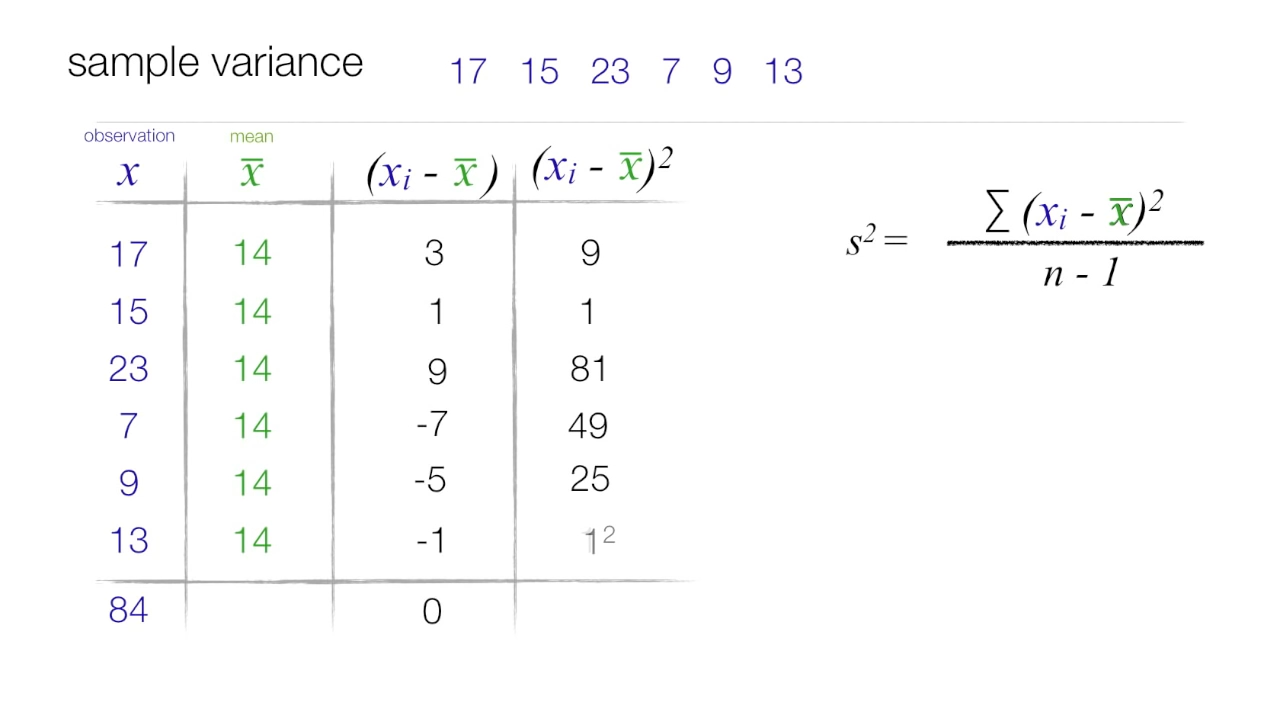 sample variance 17 15 23 7 9 13
observation mean
x x̅ (xᵢ - x̅) (xᵢ - x̅)²
17 14 3 9
15 14 1 1
23 14 9 81
7 14 -7 49
9 14 -5 25
13 14 -1 1²
84 0
∑ (xᵢ - x̅)²
s² =
n - 1